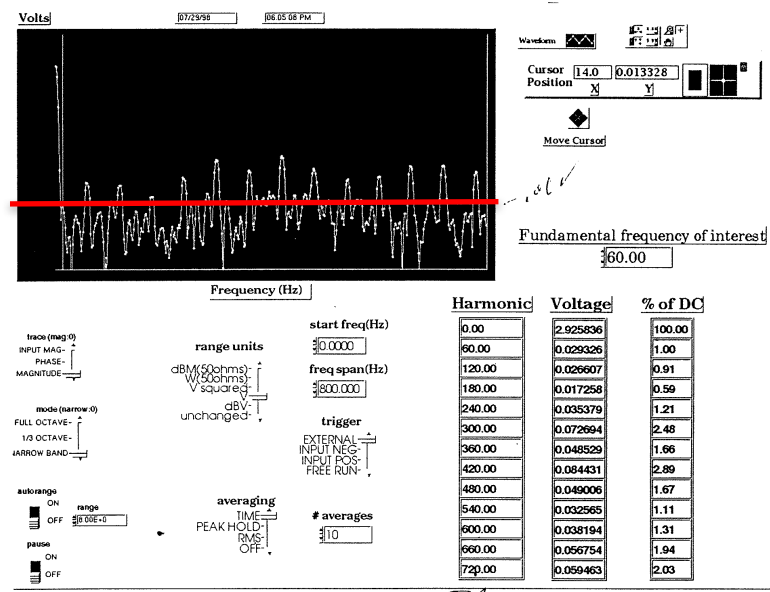 Volts
07/29/98
06:05:08 PM
Waveform
Cursor Position
14.0
0.013328
X
Y
Move Cursor
Fundamental frequency of interest
60.00
Frequency (Hz)
Harmonic Voltage % of DC
0.00 2.925836 100.00
60.00 0.029326 1.00
120.00 0.026607 0.91
180.00 0.017258 0.59
240.00 0.035379 1.21
300.00 0.072694 2.48
360.00 0.048529 1.66
420.00 0.084431 2.89
480.00 0.049006 1.67
540.00 0.032565 1.11
600.00 0.038194 1.31
660.00 0.056754 1.94
720.00 0.059463 2.03
trace (mag:0)
INPUT MAG-
PHASE-
MAGNITUDE
mode (narrow:0)
FULL OCTAVE-
1/3 OCTAVE-
NARROW BAND
autorange
ON
OFF
range
8.00E+0
pause
ON
OFF
range units
dBM(50ohms)-
W(50ohms)-
V squared-
V
dBV-
unchanged-
averaging
TIME
PEAK HOLD-
RMS-
OFF-
start freq(Hz)
0.0000
freq span(Hz)
800.000
trigger
EXTERNAL
INPUT NEG-
INPUT POS-
FREE RUN-
# averages
10